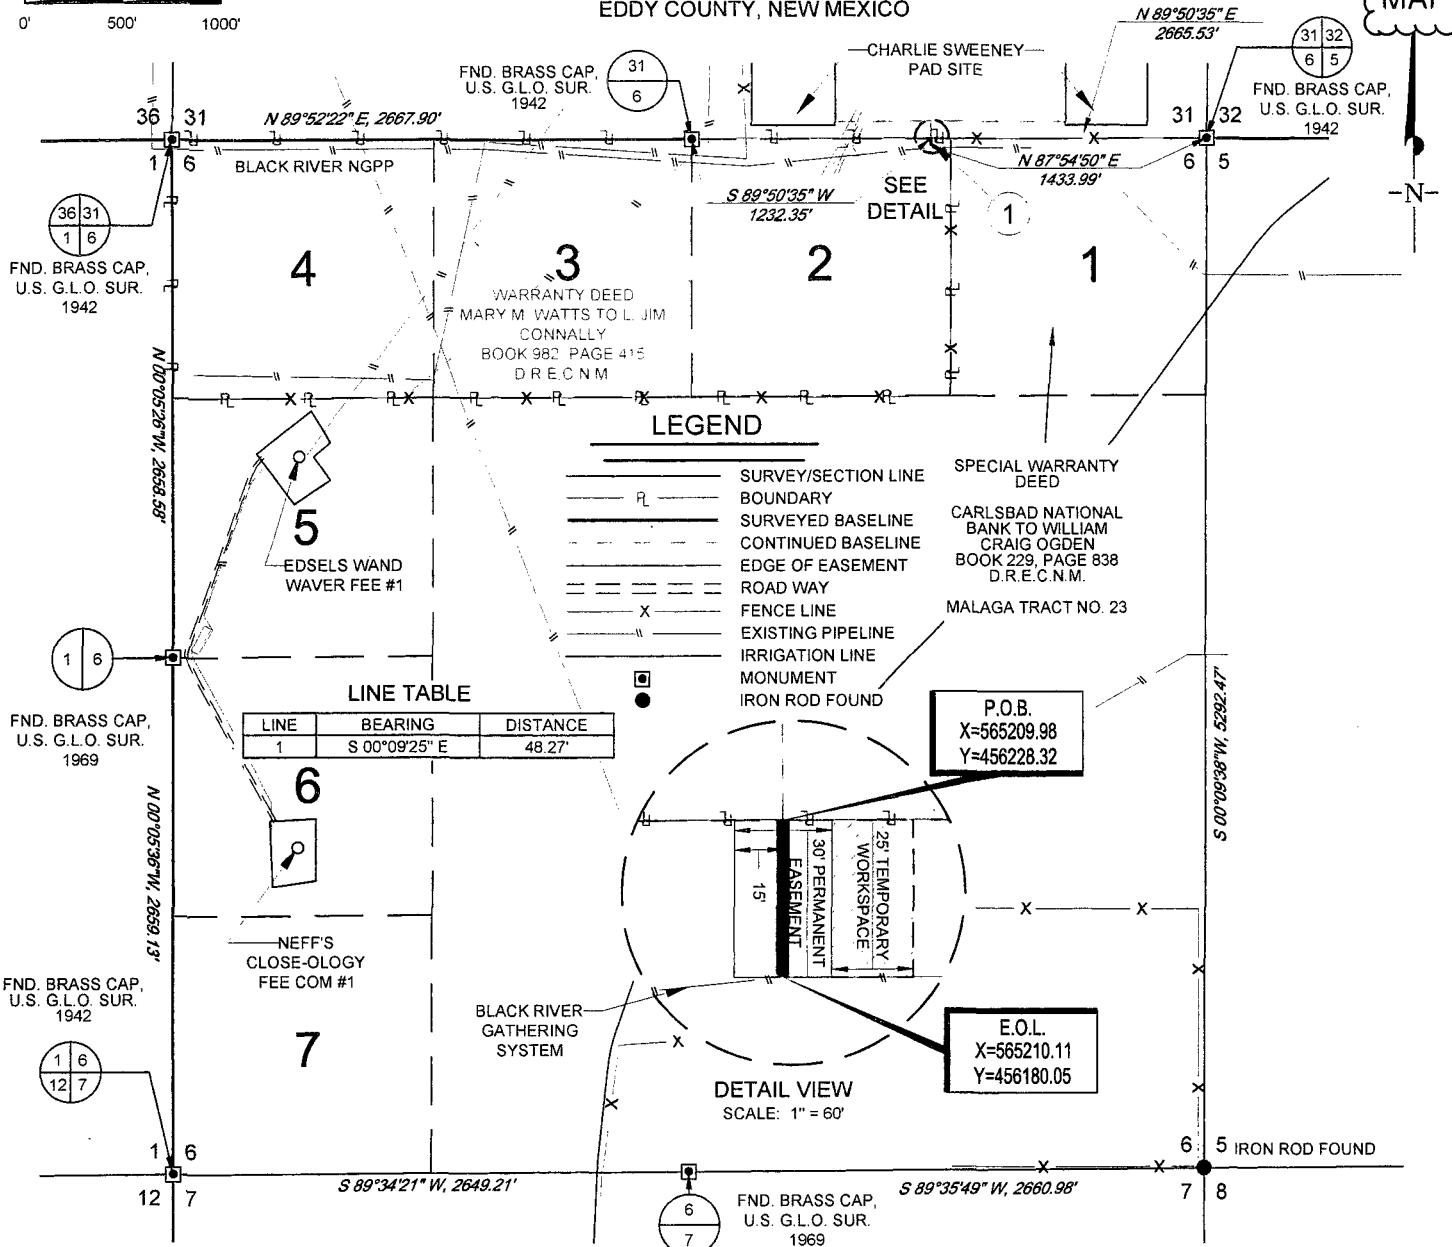 0' 500' 1000'
EDDY COUNTY, NEW MEXICO
N 89°50'35" E
2665.53'
CHARLIE SWEENEY
PAD SITE
31
6
FND. BRASS CAP,
U.S. G.L.O. SUR.
1942
31 32
6 5
FND. BRASS CAP,
U.S. G.L.O. SUR.
1942
36 31
1 6
N 89°52'22" E, 2667.90'
BLACK RIVER NGPP
31 32
6 5
N 87°54'50" E
1433.99'
S 89°50'35" W
1232.35'
SEE
DETAIL
1
-N-
36 31
1 6
FND. BRASS CAP,
U.S. G.L.O. SUR.
1942
4
3
2
1
WARRANTY DEED
MARY M. WATTS TO L. JIM
CONNALLY
BOOK 982 PAGE 415
D.R.E.C.N.M
N 00°05'26"W, 2658.58'
LEGEND
SURVEY/SECTION LINE
BOUNDARY
SURVEYED BASELINE
CONTINUED BASELINE
EDGE OF EASEMENT
ROAD WAY
X FENCE LINE
EXISTING PIPELINE
IRRIGATION LINE
MONUMENT
IRON ROD FOUND
SPECIAL WARRANTY
DEED
CARLSBAD NATIONAL
BANK TO WILLIAM
CRAIG OGDEN
BOOK 229, PAGE 838
D.R.E.C.N.M.
MALAGA TRACT NO. 23
5
EDSELS WAND
WAVER FEE #1
1 6
FND. BRASS CAP,
U.S. G.L.O. SUR.
1969
LINE TABLE
LINE BEARING DISTANCE
1 S 00°09'25" E 48.27'
6
P.O.B.
X=565209.98
Y=456228.32
N 00°05'36"W, 2659.13'
15'
30' PERMANENT
EASEMENT
25' TEMPORARY
WORKSPACE
NEFF'S
CLOSE-OLOGY
FEE COM #1
FND. BRASS CAP,
U.S. G.L.O. SUR.
1942
1 6
12 7
7
BLACK RIVER
GATHERING
SYSTEM
E.O.L.
X=565210.11
Y=456180.05
DETAIL VIEW
SCALE: 1" = 60'
1 6
12 7
S 89°34'21" W, 2649.21'
6
7
FND. BRASS CAP,
U.S. G.L.O. SUR.
1969
S 89°35'49" W, 2660.98'
6 5
7 8
IRON ROD FOUND